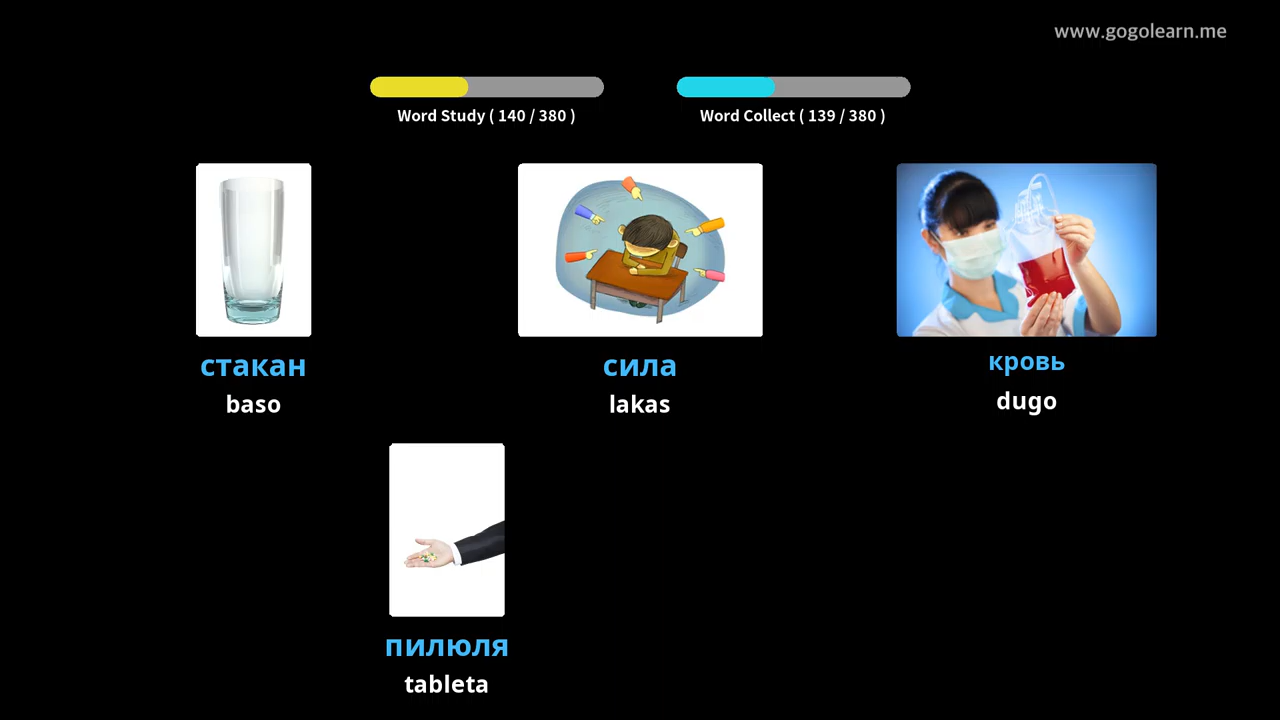 www.gogolearn.me
Word Study ( 140 / 380 )
Word Collect ( 139 / 380 )
стакан
baso
сила
lakas
кровь
dugo
пилюля
tableta